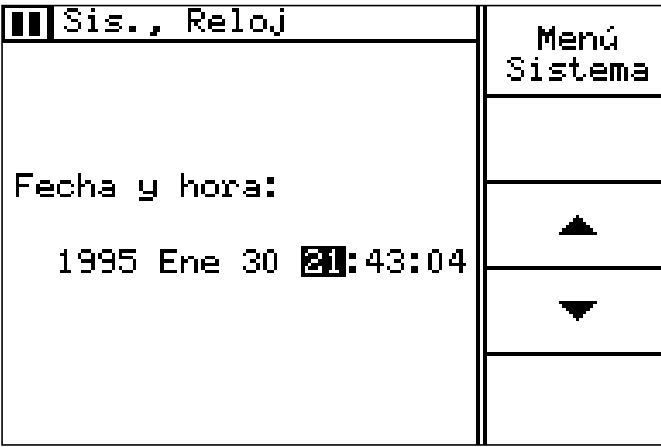 Sis., Reloj
Menú
Sistema
Fecha y hora:
1995 Ene 30 21:43:04